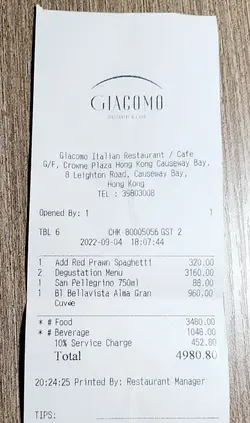 GIACOMO
RISTORANTE & BAR
Giacomo Italian Restaurant / Cafe
G/F, Crowne Plaza Hong Kong Causeway Bay,
8 Leighton Road, Causeway Bay,
Hong Kong
TEL : 39803008
Opened By: 1 1
TBL 6 CHK-80005056 GST 2
2022-09-04 18:07:44
1 Add Red Prawn Spaghetti 320.00
2 Degustation Menu 3160.00
1 San Pellegrino 750ml 88.00
1 Bl Bellavista Alma Gran 960.00
Cuvée
* # Food 3480.00
* # Beverage 1048.00
10% Service Charge 452.80
Total 4980.80
20:24:25 Printed By: Restaurant Manager
TIPS: